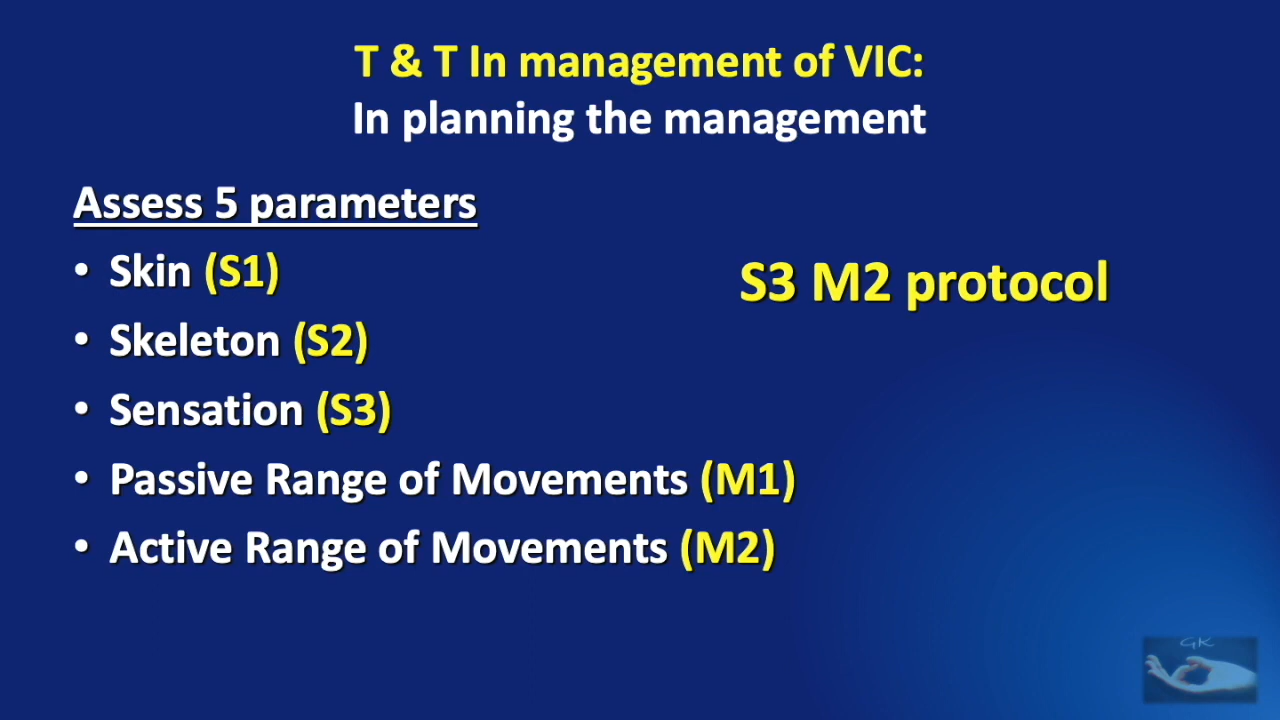 T & T In management of VIC:
In planning the management
Assess 5 parameters
• Skin (S1)
S3 M2 protocol
• Skeleton (S2)
• Sensation (S3)
• Passive Range of Movements (M1)
• Active Range of Movements (M2)
GK